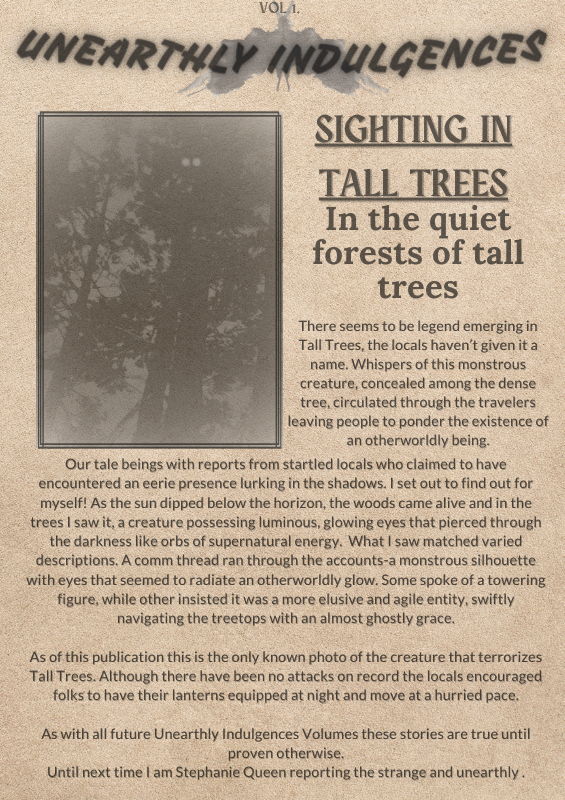 VOL 1.
UNEARTHLY INDULGENCES
SIGHTING IN
TALL TREES
In the quiet
forests of tall
trees
There seems to be legend emerging in
Tall Trees, the locals haven't given it a
name. Whispers of this monstrous
creature, concealed among the dense
tree, circulated through the travelers
leaving people to ponder the existence of
an otherworldly being.
Our tale beings with reports from startled locals who claimed to have
encountered an eerie presence lurking in the shadows. I set out to find out for
myself! As the sun dipped below the horizon, the woods came alive and in the
trees I saw it, a creature possessing luminous, glowing eyes that pierced through
the darkness like orbs of supernatural energy. What I saw matched varied
descriptions. A comm thread ran through the accounts-a monstrous silhouette
with eyes that seemed to radiate an otherworldly glow. Some spoke of a towering
figure, while other insisted it was a more elusive and agile entity, swiftly
navigating the treetops with an almost ghostly grace.
As of this publication this is the only known photo of the creature that terrorizes
Tall Trees. Although there have been no attacks on record the locals encouraged
folks to have their lanterns equipped at night and move at a hurried pace.
As with all future Unearthly Indulgences Volumes these stories are true until
proven otherwise.
Until next time I am Stephanie Queen reporting the strange and unearthly .